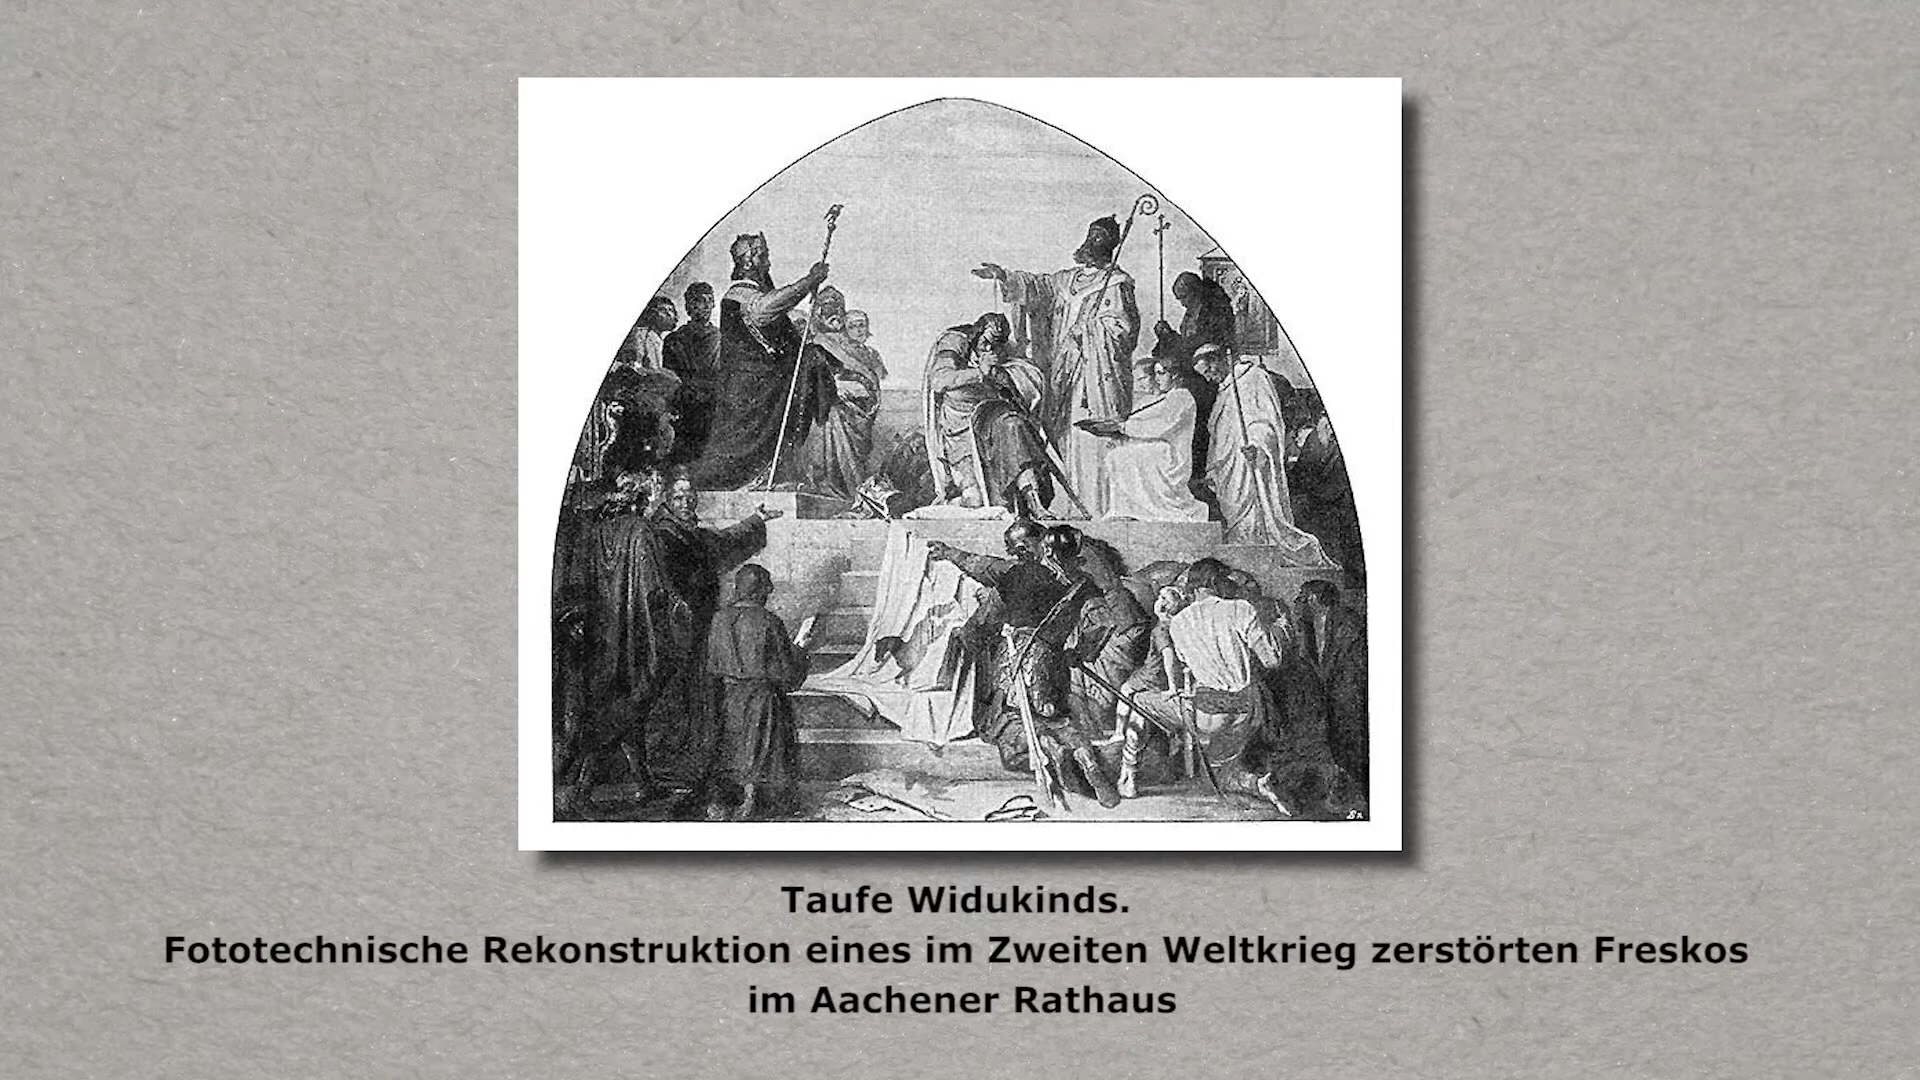 Taufe Widukinds.
Fototechnische Rekonstruktion eines im Zweiten Weltkrieg zerstörten Freskos
im Aachener Rathaus